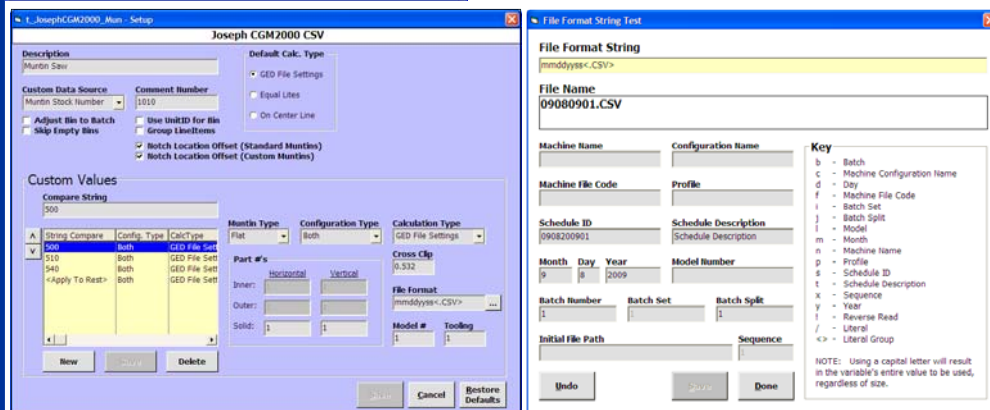 t_JosephCGM2000_Mun - Setup
Joseph CGM2000 CSV
Description
Muntin Saw
Default Calc. Type
GED File Settings
Equal Lites
On Center Line
Custom Data Source
Muntin Stock Number
Comment Number
1010
Adjust Bin to Batch
Use UnitID for Bin
Skip Empty Bins
Group LineItems
Notch Location Offset (Standard Muntins)
Notch Location Offset (Custom Muntins)
Custom Values
Compare String
500
String Compare Config. Type CalcType
500 Both GED File Sett
510 Both GED File Sett
540 Both GED File Sett
<Apply To Rest> Both GED File Sett
New
Save
Delete
Muntin Type
Flat
Configuration Type
Both
Calculation Type
GED File Settings
Part #'s
Horizontal Vertical
Inner:
Outer:
Solid: 1 1
Cross Clip
0.532
File Format
mmddyyss<.CSV>
...
Model # Tooling
1 1
Save
Cancel
Restore
Defaults
File Format String Test
File Format String
mmddyyss<.CSV>
File Name
09080901.CSV
Machine Name
Configuration Name
Machine File Code
Profile
Schedule ID
0908200901
Schedule Description
Schedule Description
Month Day Year
9 8 2009
Model Number
Batch Number
1
Batch Set
1
Batch Split
1
Initial File Path
Sequence
1
Undo
Save
Done
Key
b - Batch
c - Machine Configuration Name
d - Day
f - Machine File Code
i - Batch Set
j - Batch Split
l - Model
m - Month
n - Machine Name
p - Profile
s - Schedule ID
t - Schedule Description
x - Sequence
y - Year
! - Reverse Read
/ - Literal
<> - Literal Group
NOTE: Using a capital letter will result
in the variable's entire value to be used,
regardless of size.